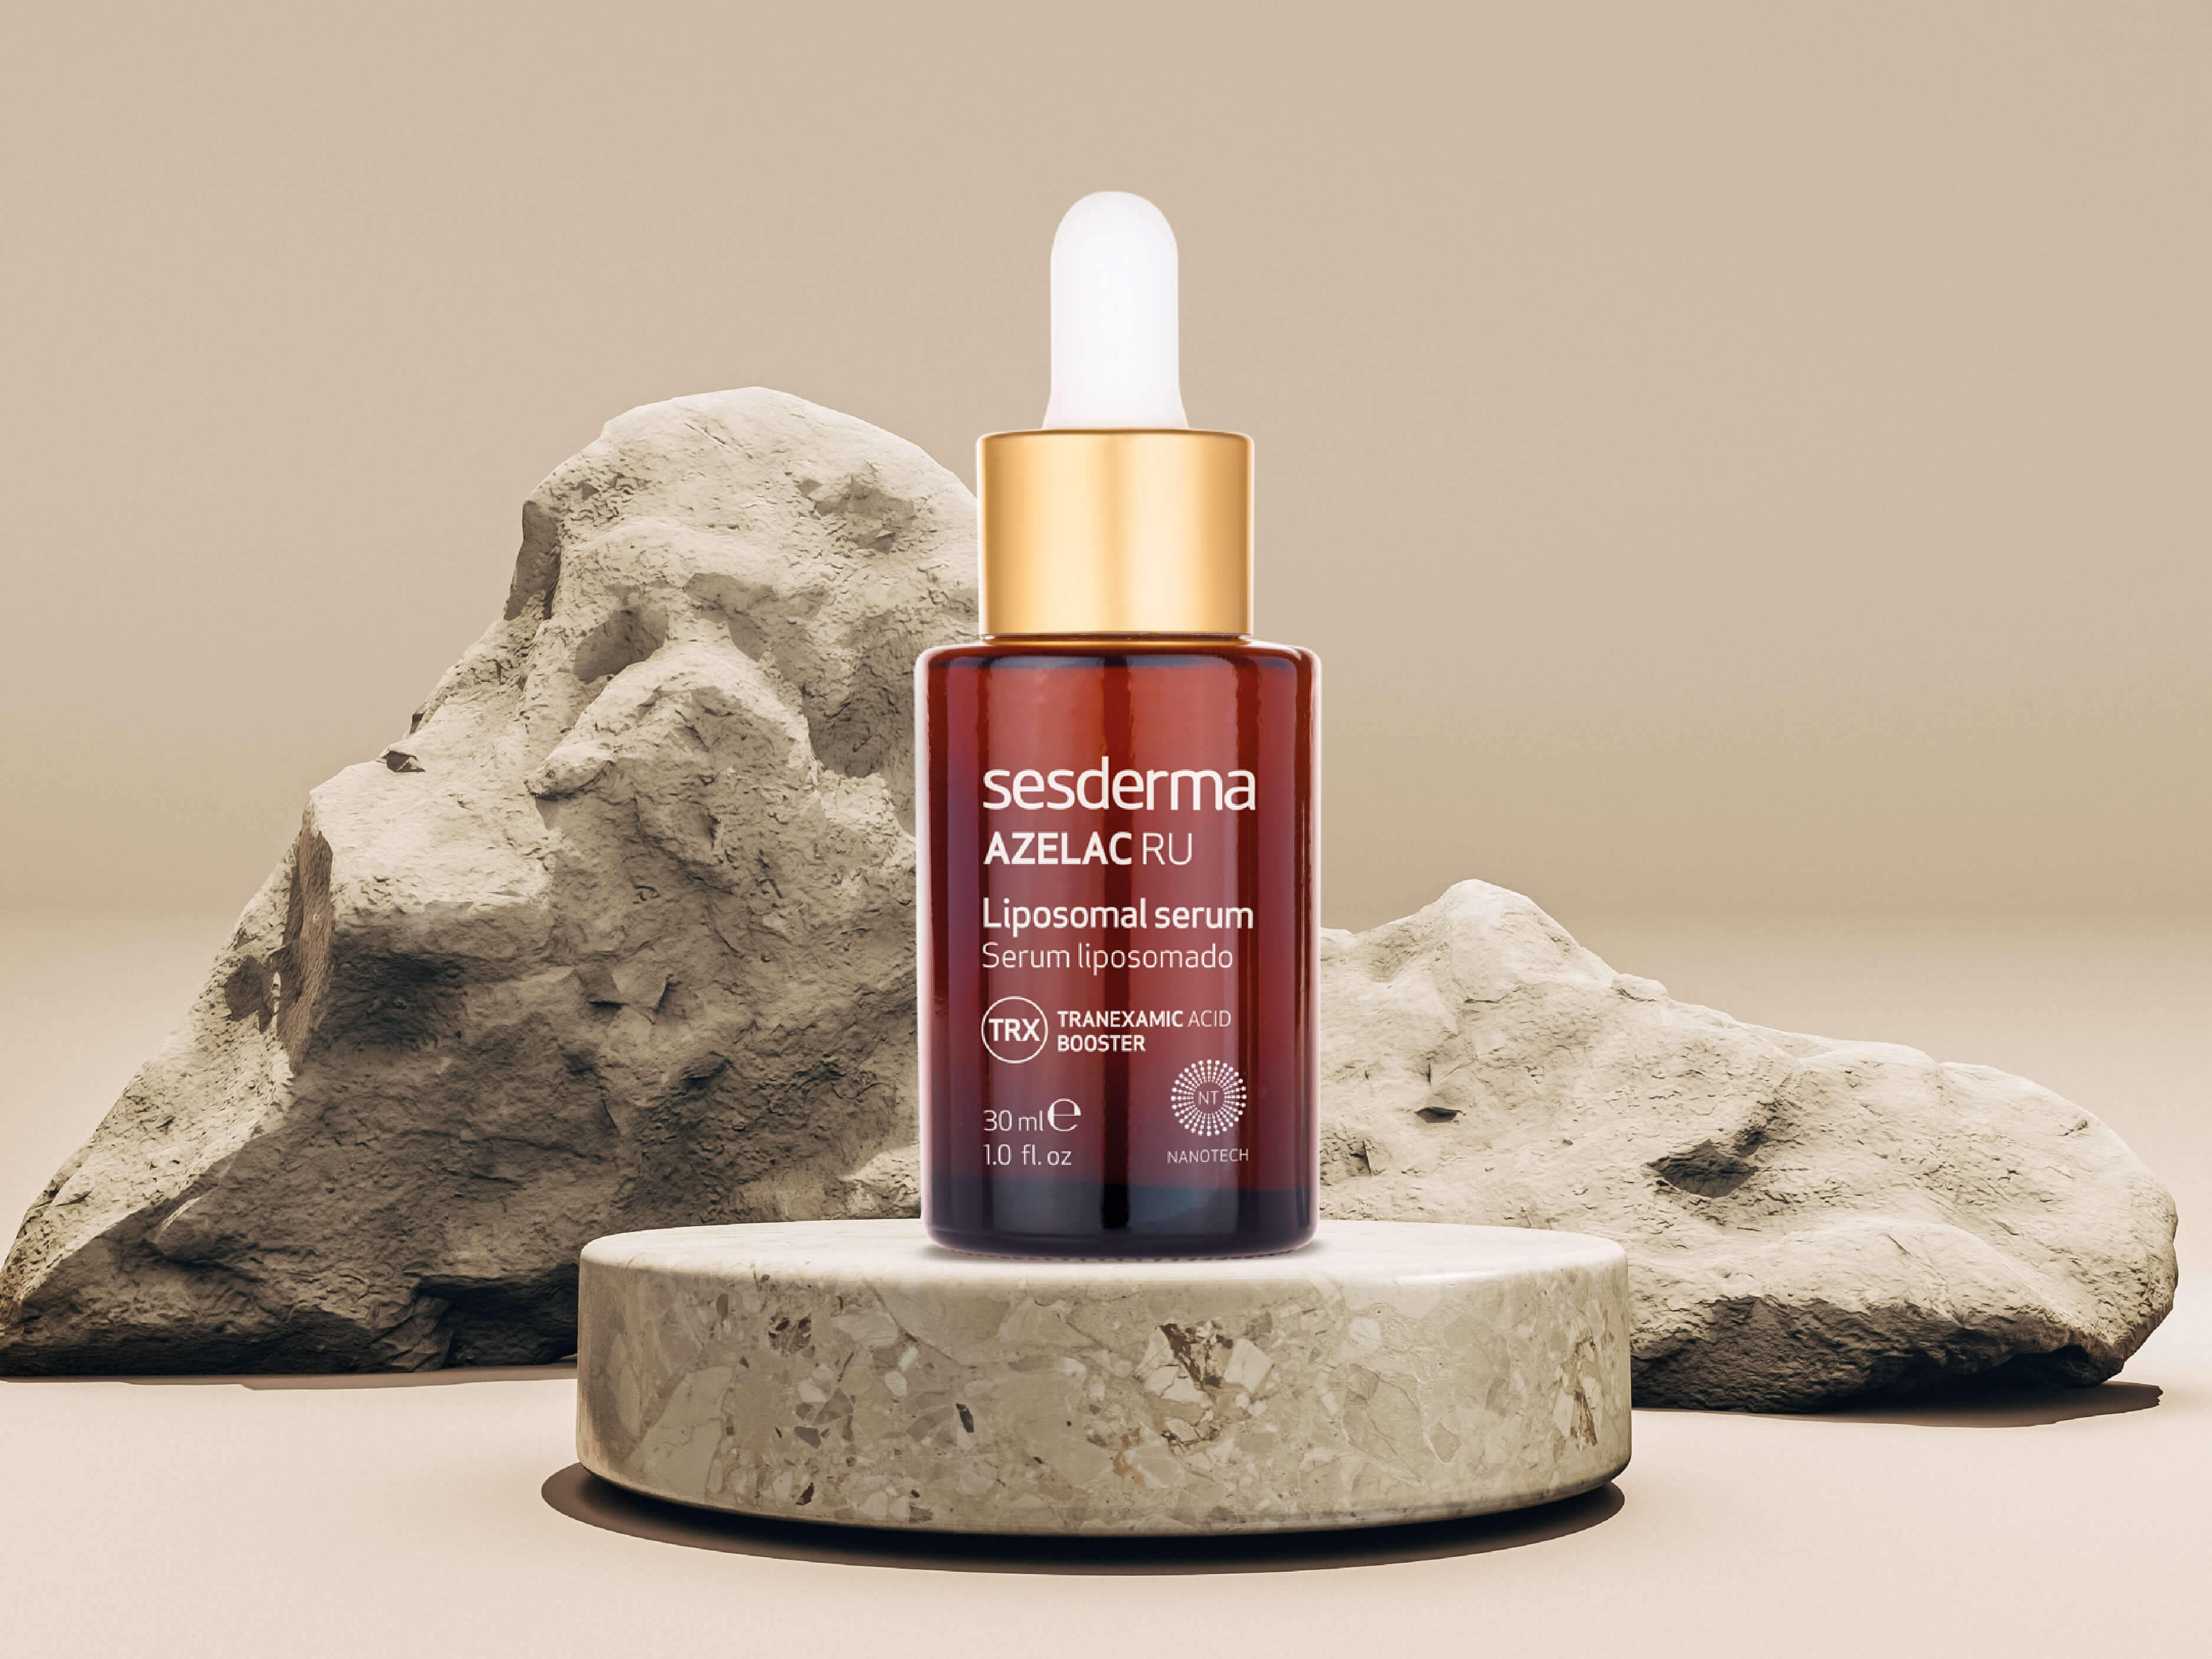 sesderma
AZELAC RU
Liposomal serum
Serum liposomado
TRX TRANEXAMIC ACID
BOOSTER
30 ml e
1.0 fl. oz
NT
NANOTECH